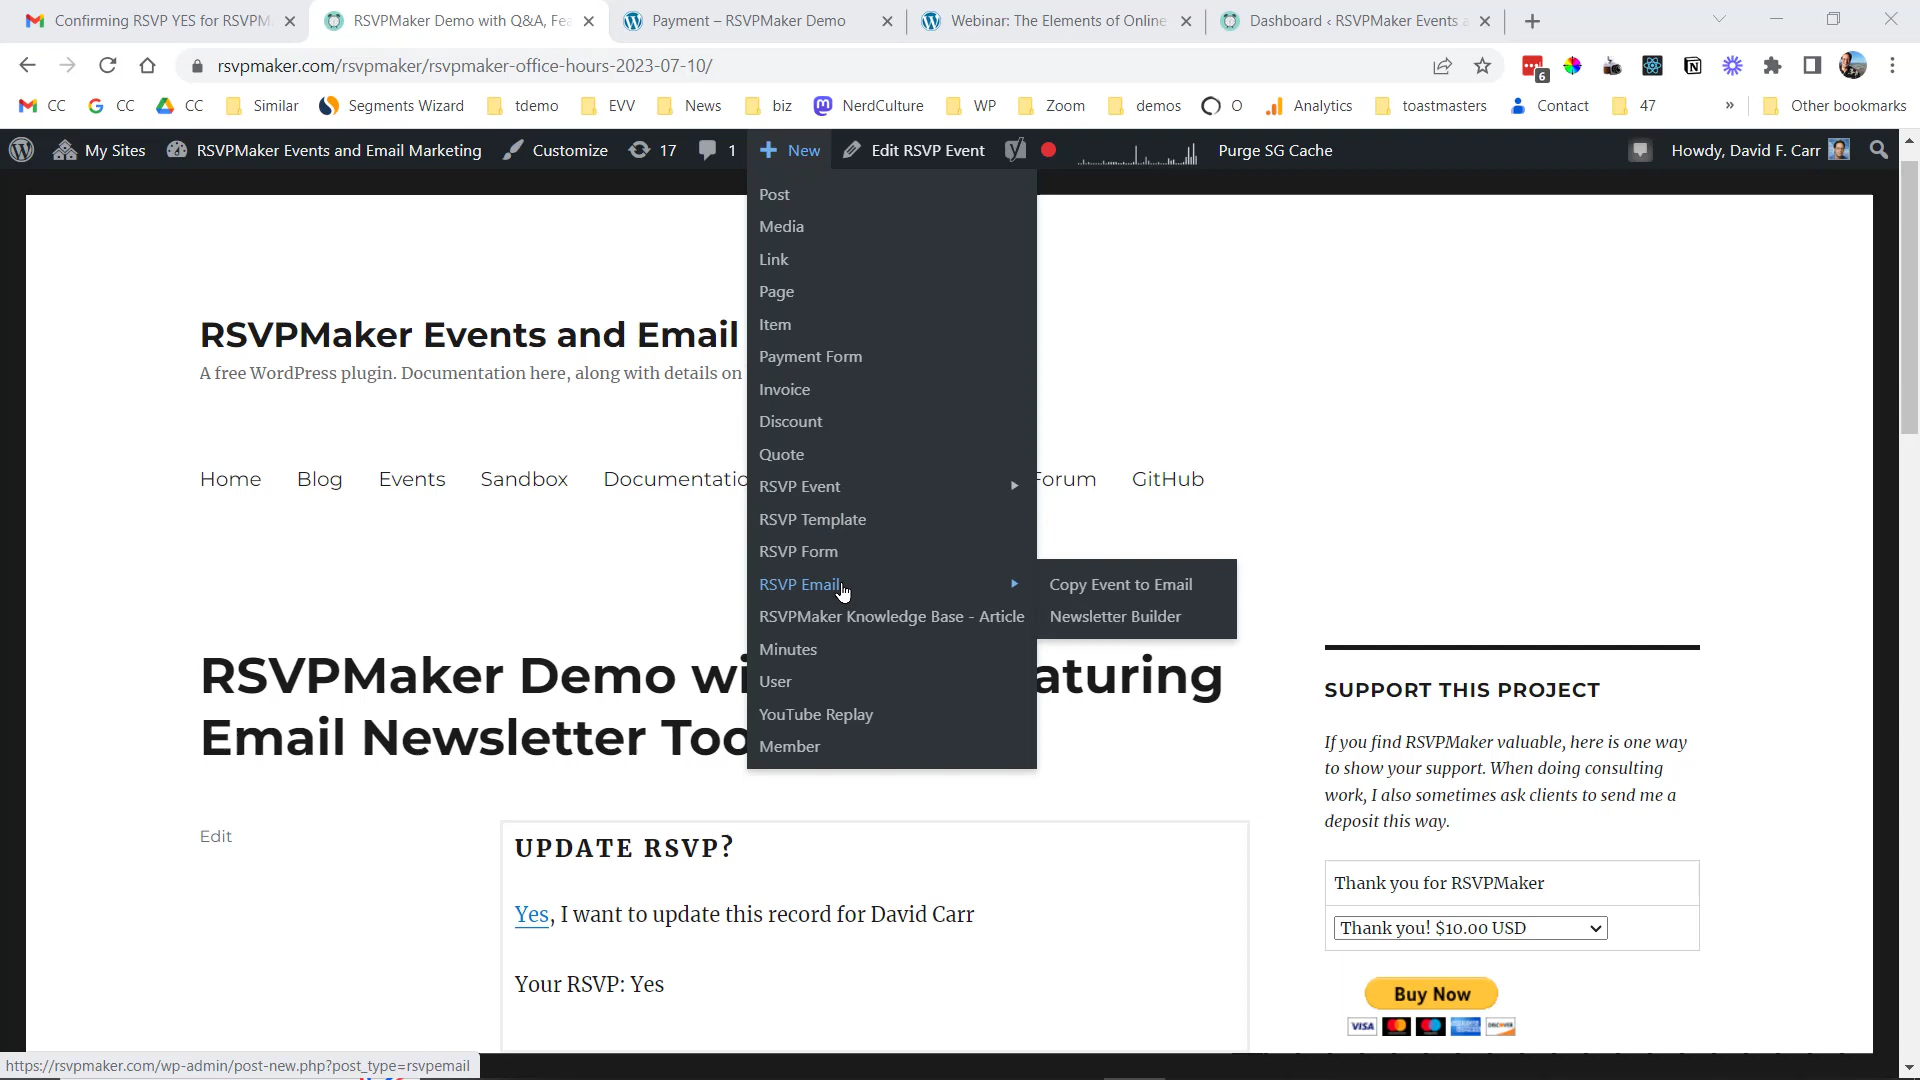 Confirming RSVP YES for RSVPM
RSVPMaker Demo with Q&A, Fea
Payment – RSVPMaker Demo
Webinar: The Elements of Online
Dashboard ‹ RSVPMaker Events a
rsvpmaker.com/rsvpmaker/rsvpmaker-office-hours-2023-07-10/
6
CC
CC
CC
Similar
Segments Wizard
tdemo
EVV
News
biz
NerdCulture
WP
Zoom
demos
O
Analytics
toastmasters
Contact
47
»
Other bookmarks
My Sites
RSVPMaker Events and Email Marketing
Customize
17
1
New
Edit RSVP Event
Purge SG Cache
Howdy, David F. Carr
Post
Media
Link
Page
Item
Payment Form
Invoice
Discount
Quote
RSVP Event
RSVP Template
RSVP Form
RSVP Email
RSVPMaker Knowledge Base - Article
Minutes
User
YouTube Replay
Member
Copy Event to Email
Newsletter Builder
RSVPMaker Events and Email
A free WordPress plugin. Documentation here, along with details on
Home
Blog
Events
Sandbox
Documentatio
Forum
GitHub
RSVPMaker Demo wi aturing
Email Newsletter Too
Edit
UPDATE RSVP?
Yes, I want to update this record for David Carr
Your RSVP: Yes
SUPPORT THIS PROJECT
If you find RSVPMaker valuable, here is one way
to show your support. When doing consulting
work, I also sometimes ask clients to send me a
deposit this way.
Thank you for RSVPMaker
Thank you! $10.00 USD
Buy Now
VISA
DISCOVER
https://rsvpmaker.com/wp-admin/post-new.php?post_type=rsvpemail